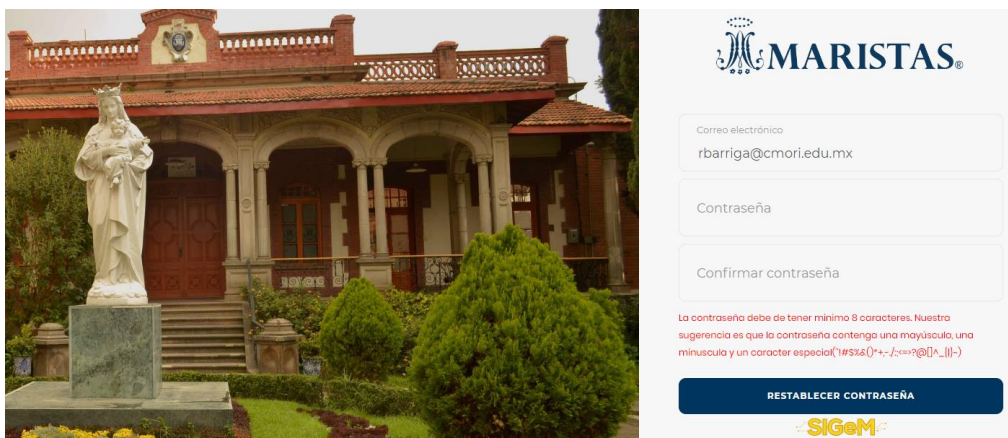 MARISTAS®
Correo electrónico
rbarriga@cmori.edu.mx
Contraseña
Confirmar contraseña
La contraseña debe de tener minimo 8 caracteres. Nuestra
sugerencia es que la contraseña contenga una mayúscula, una
minuscula y un caracter especial(`!#$%&()*+,-./:;<=>?@[]^_{|}~)
RESTABLECER CONTRASEÑA
SIGeM